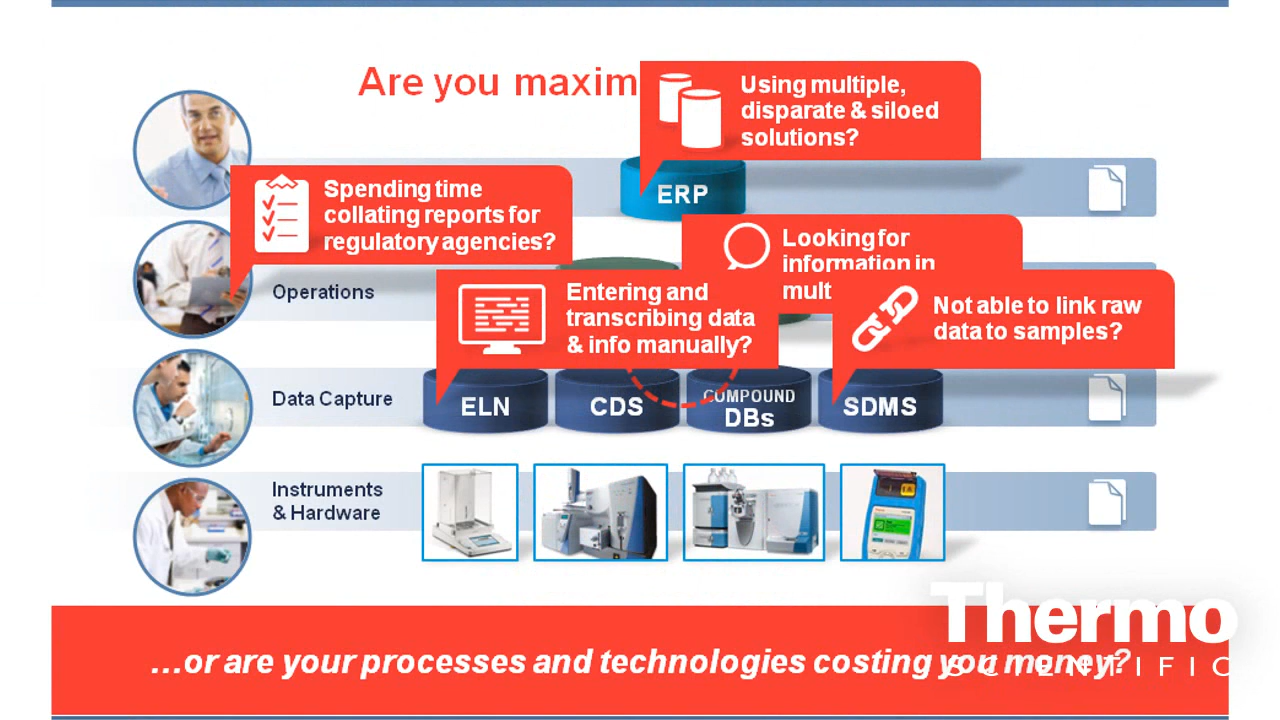 Are you maxim
Using multiple,
disparate & siloed
solutions?
ERP
Spending time
collating reports for
regulatory agencies?
Looking for
information in
mult
Operations
Entering and
transcribing data
& info manually?
Not able to link raw
data to samples?
Data Capture
ELN
CDS
COMPOUND
DBs
SDMS
Instruments
& Hardware
...or are your processes and technologies costing you money?
Thermo
SCIENTIFIC